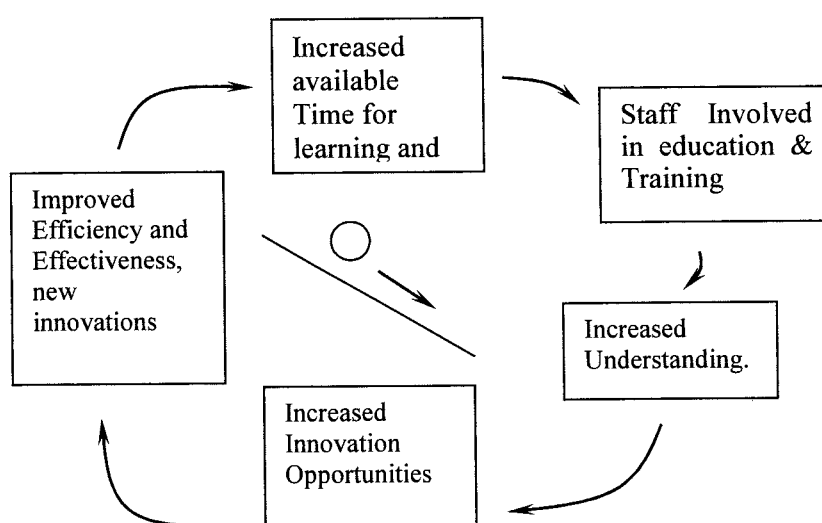 Increased
available
Time for
learning and
Staff Involved
in education &
Training
Increased
Understanding.
Increased
Innovation
Opportunities
Improved
Efficiency and
Effectiveness,
new
innovations